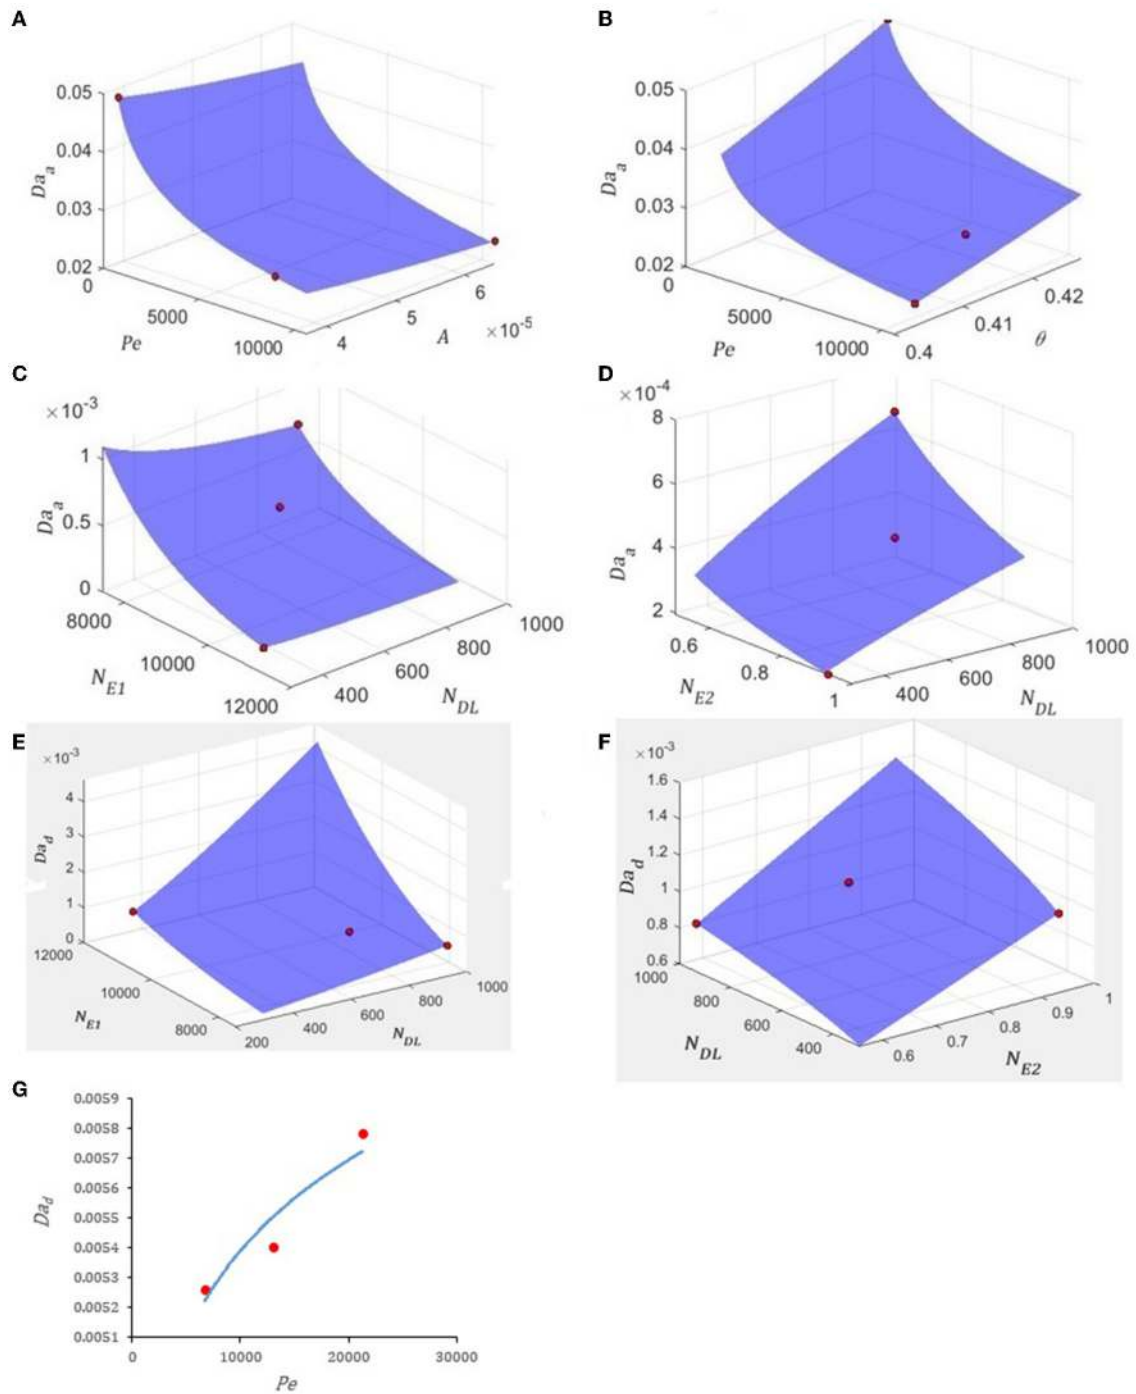 A
0.05
0.04
0.03
0.02
Da_a
0
5000
10000
Pe
4
5
6
×10^-5
A
B
0.05
0.04
0.03
0.02
Da_a
0
5000
10000
Pe
0.4
0.41
0.42
θ
C
×10^-3
1
0.5
0
Da_a
8000
10000
12000
N_E1
400
600
800
1000
N_DL
D
×10^-4
8
6
4
2
Da_a
0.6
0.8
1
N_E2
400
600
800
1000
N_DL
E
×10^-3
4
3
2
1
0
Da_d
12000
10000
8000
N_E1
200
400
600
800
1000
N_DL
F
×10^-3
1.6
1.4
1.2
1
0.8
0.6
Da_d
1000
800
600
400
N_DL
0.6
0.7
0.8
0.9
1
N_E2
G
0.0059
0.0058
0.0057
0.0056
0.0055
0.0054
0.0053
0.0052
0.0051
Da_d
0 10000 20000 30000
Pe